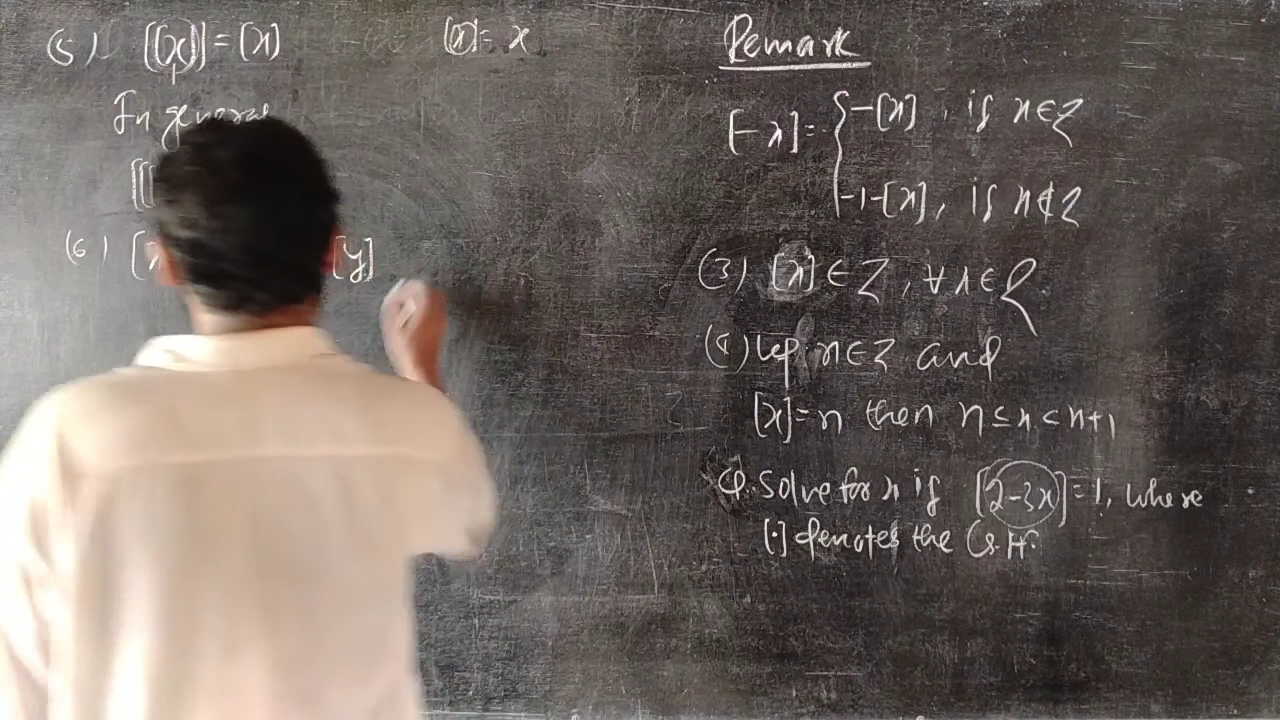 (5) [[x]] = [x] [x] = x
In general
[[
(6) [x [y]
Remark
[-x] = { -[x], if x∈Z
-1-[x], if x∉Z
(3) [x] ∈ Z, ∀ x∈R.
(4) Let n∈Z and
[x]=n then n ≤ x < n+1
Q. Solve for x if [2-3x]=1, where
[.] denotes the G.I.F.